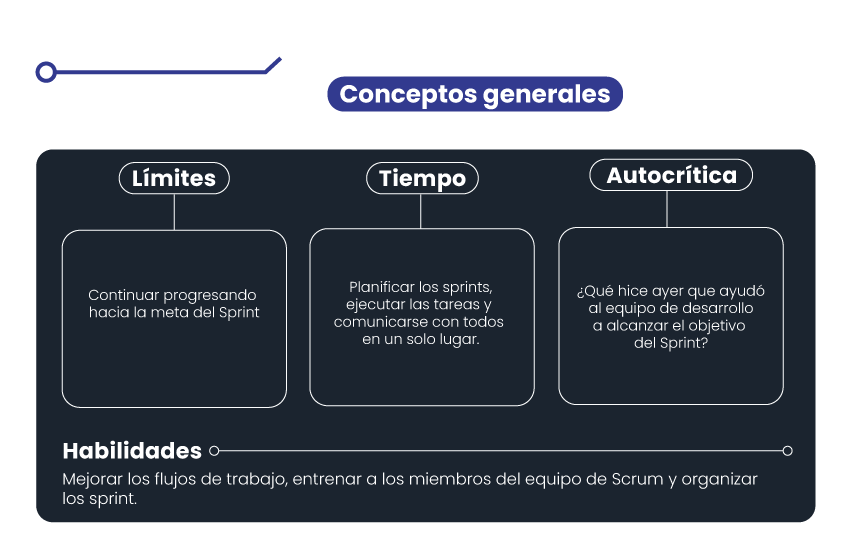 Conceptos generales
Límites
Tiempo
Autocrítica
Continuar progresando
hacia la meta del Sprint
Planificar los sprints,
ejecutar las tareas y
comunicarse con todos
en un solo lugar.
¿Qué hice ayer que ayudó
al equipo de desarrollo
a alcanzar el objetivo
del Sprint?
Habilidades
Mejorar los flujos de trabajo, entrenar a los miembros del equipo de Scrum y organizar
los sprint.